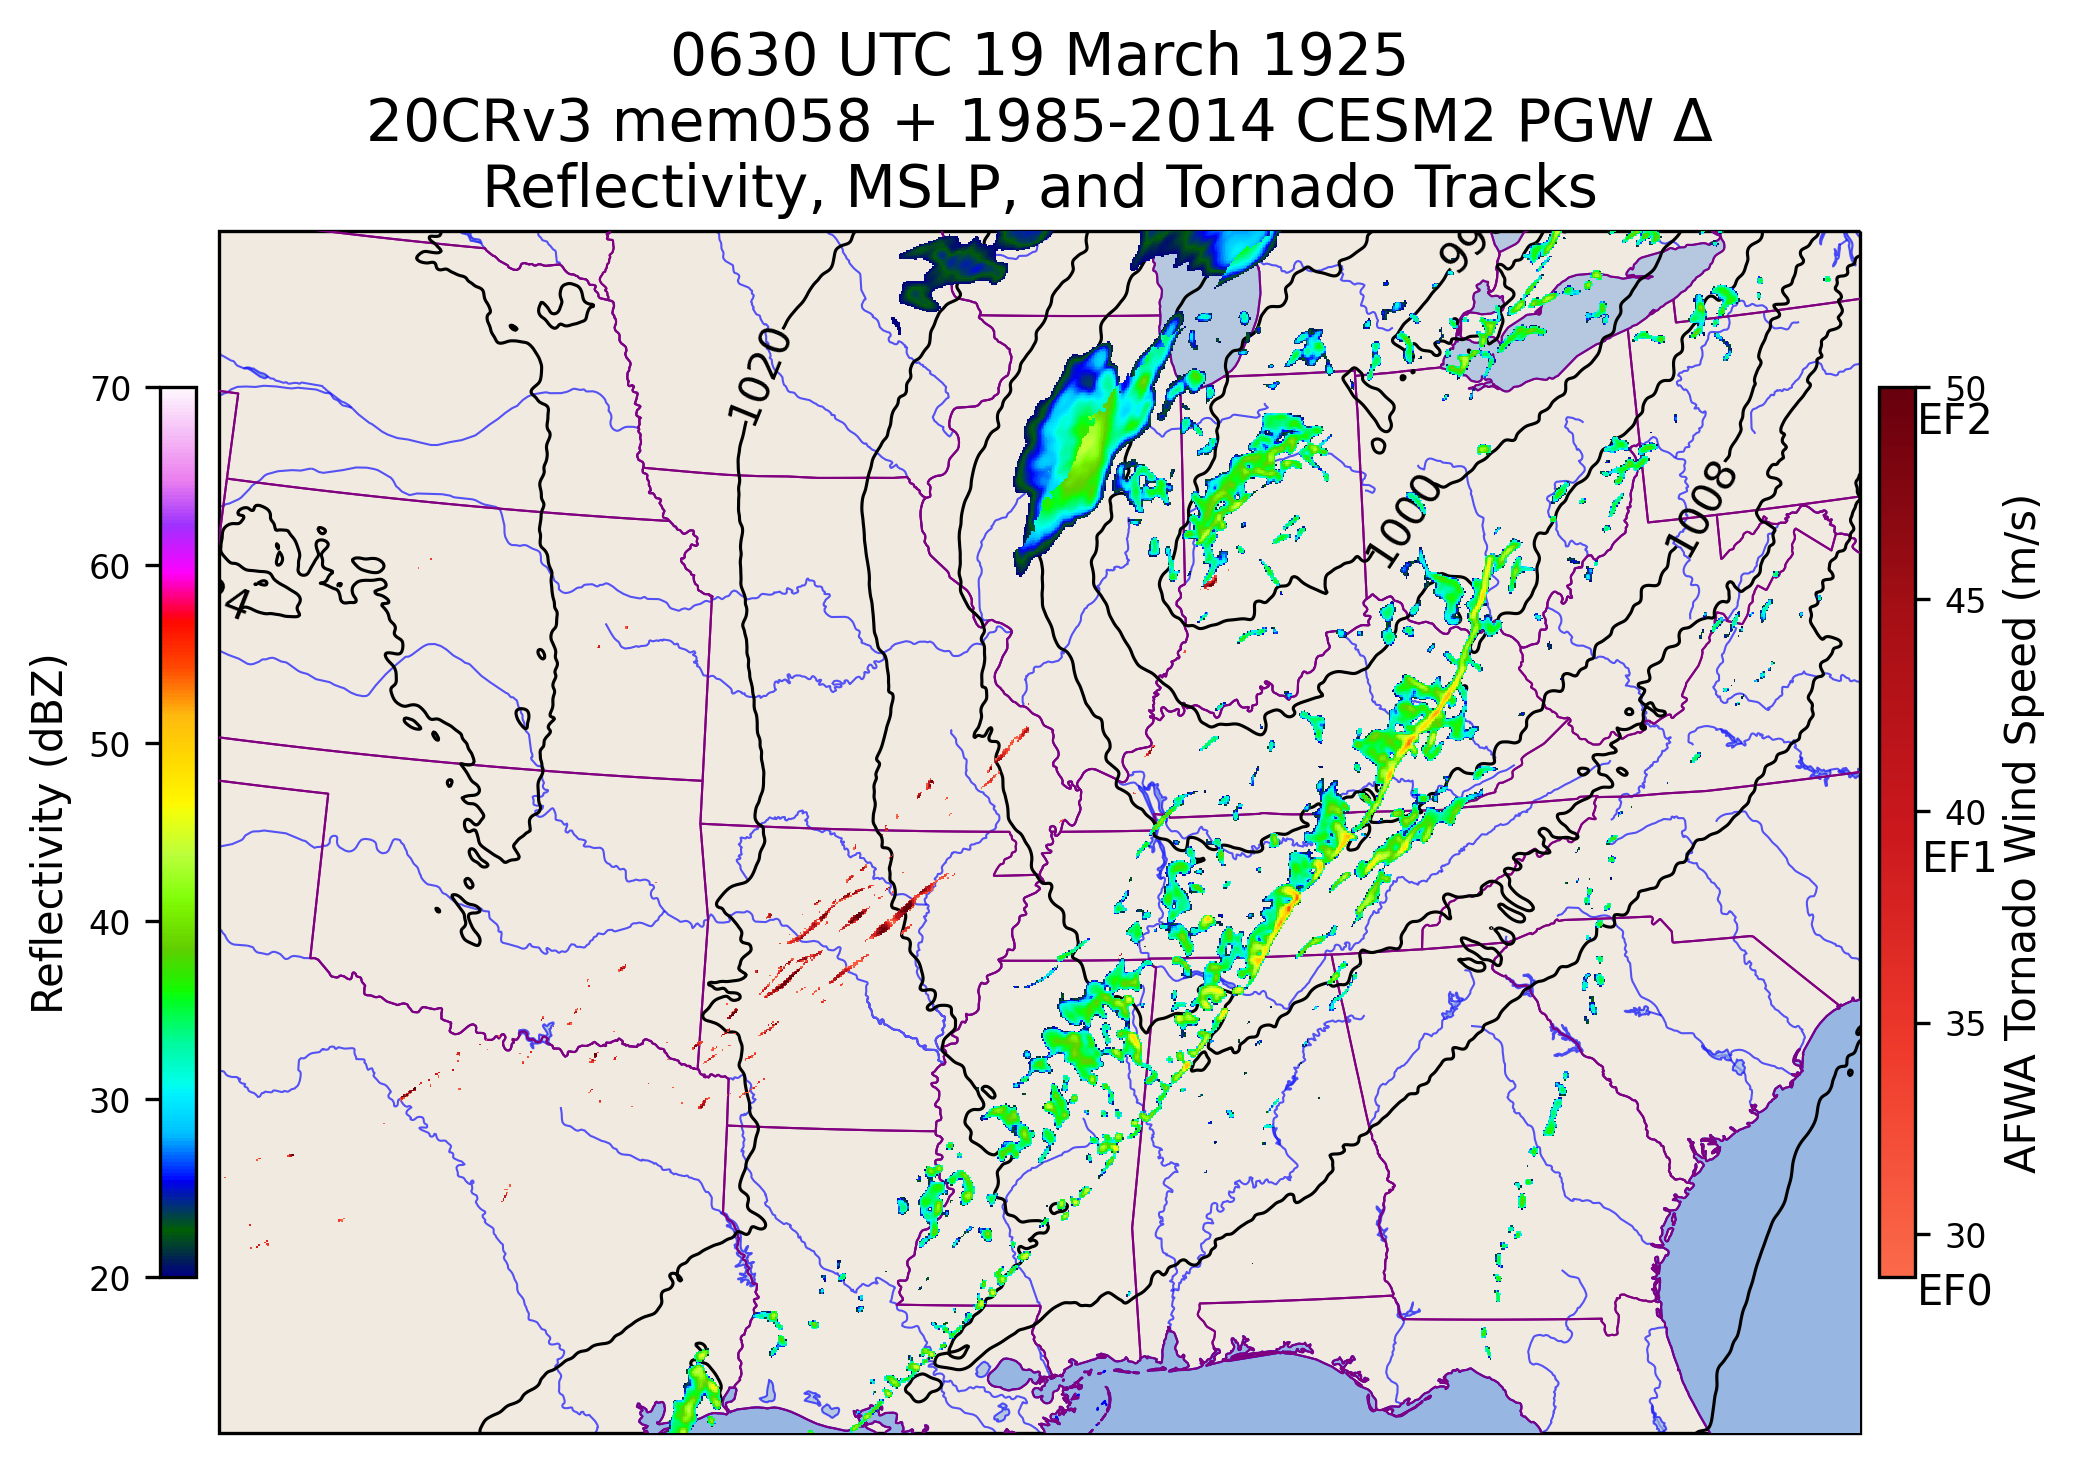 0630 UTC 19 March 1925
20CRv3 mem058 + 1985-2014 CESM2 PGW Δ
Reflectivity, MSLP, and Tornado Tracks
Reflectivity (dBZ)
70
60
50
40
30
20
99
1020
1000
1008
4
50
EF2
45
40
EF1
35
30
EF0
AFWA Tornado Wind Speed (m/s)